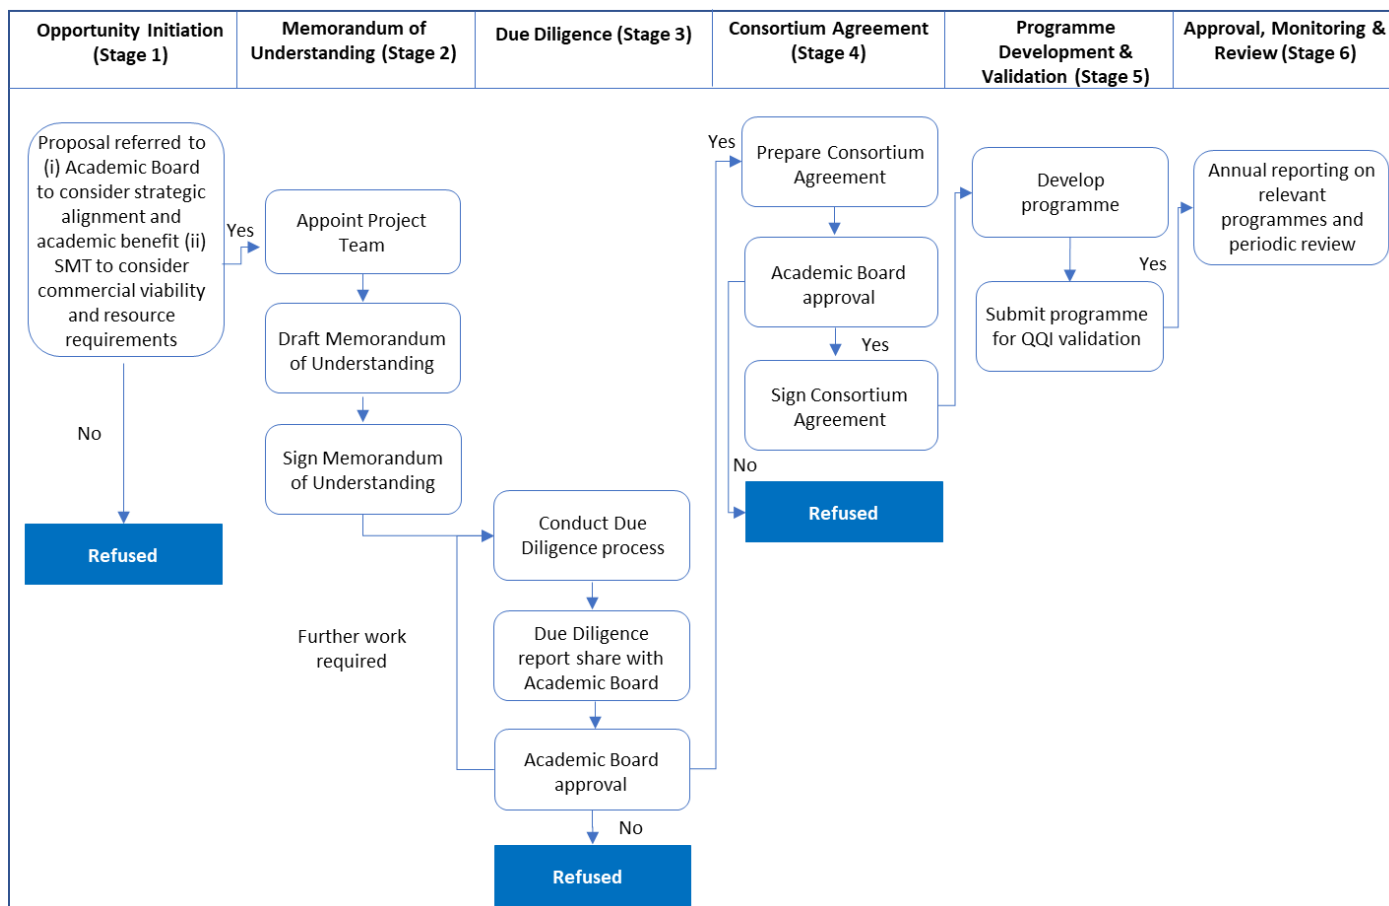 Opportunity Initiation
(Stage 1)
Memorandum of
Understanding (Stage 2)
Due Diligence (Stage 3)
Consortium Agreement
(Stage 4)
Programme
Development &
Validation (Stage 5)
Approval, Monitoring &
Review (Stage 6)
Proposal referred to
(i) Academic Board
to consider strategic
alignment and
academic benefit (ii)
SMT to consider
commercial viability
and resource
requirements
Yes
No
Refused
Appoint Project
Team
Draft Memorandum
of Understanding
Sign Memorandum
of Understanding
Further work
required
Conduct Due
Diligence process
Due Diligence
report share with
Academic Board
Academic Board
approval
No
Refused
Yes
Prepare Consortium
Agreement
Academic Board
approval
Yes
Sign Consortium
Agreement
No
Refused
Develop
programme
Submit programme
for QQI validation
Yes
Annual reporting on
relevant
programmes and
periodic review